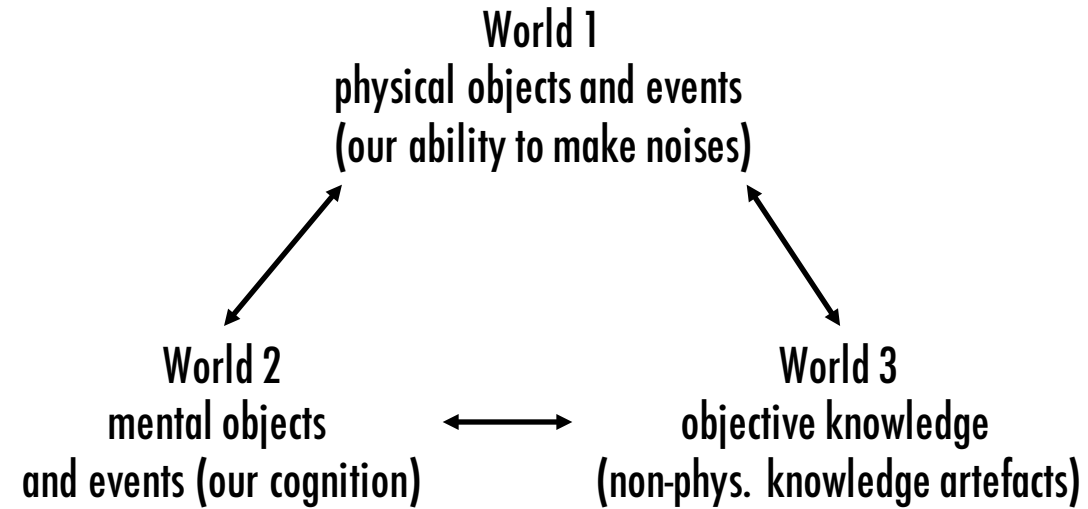 World 1
physical objects and events
(our ability to make noises)
World 2
mental objects
and events (our cognition)
World 3
objective knowledge
(non-phys. knowledge artefacts)